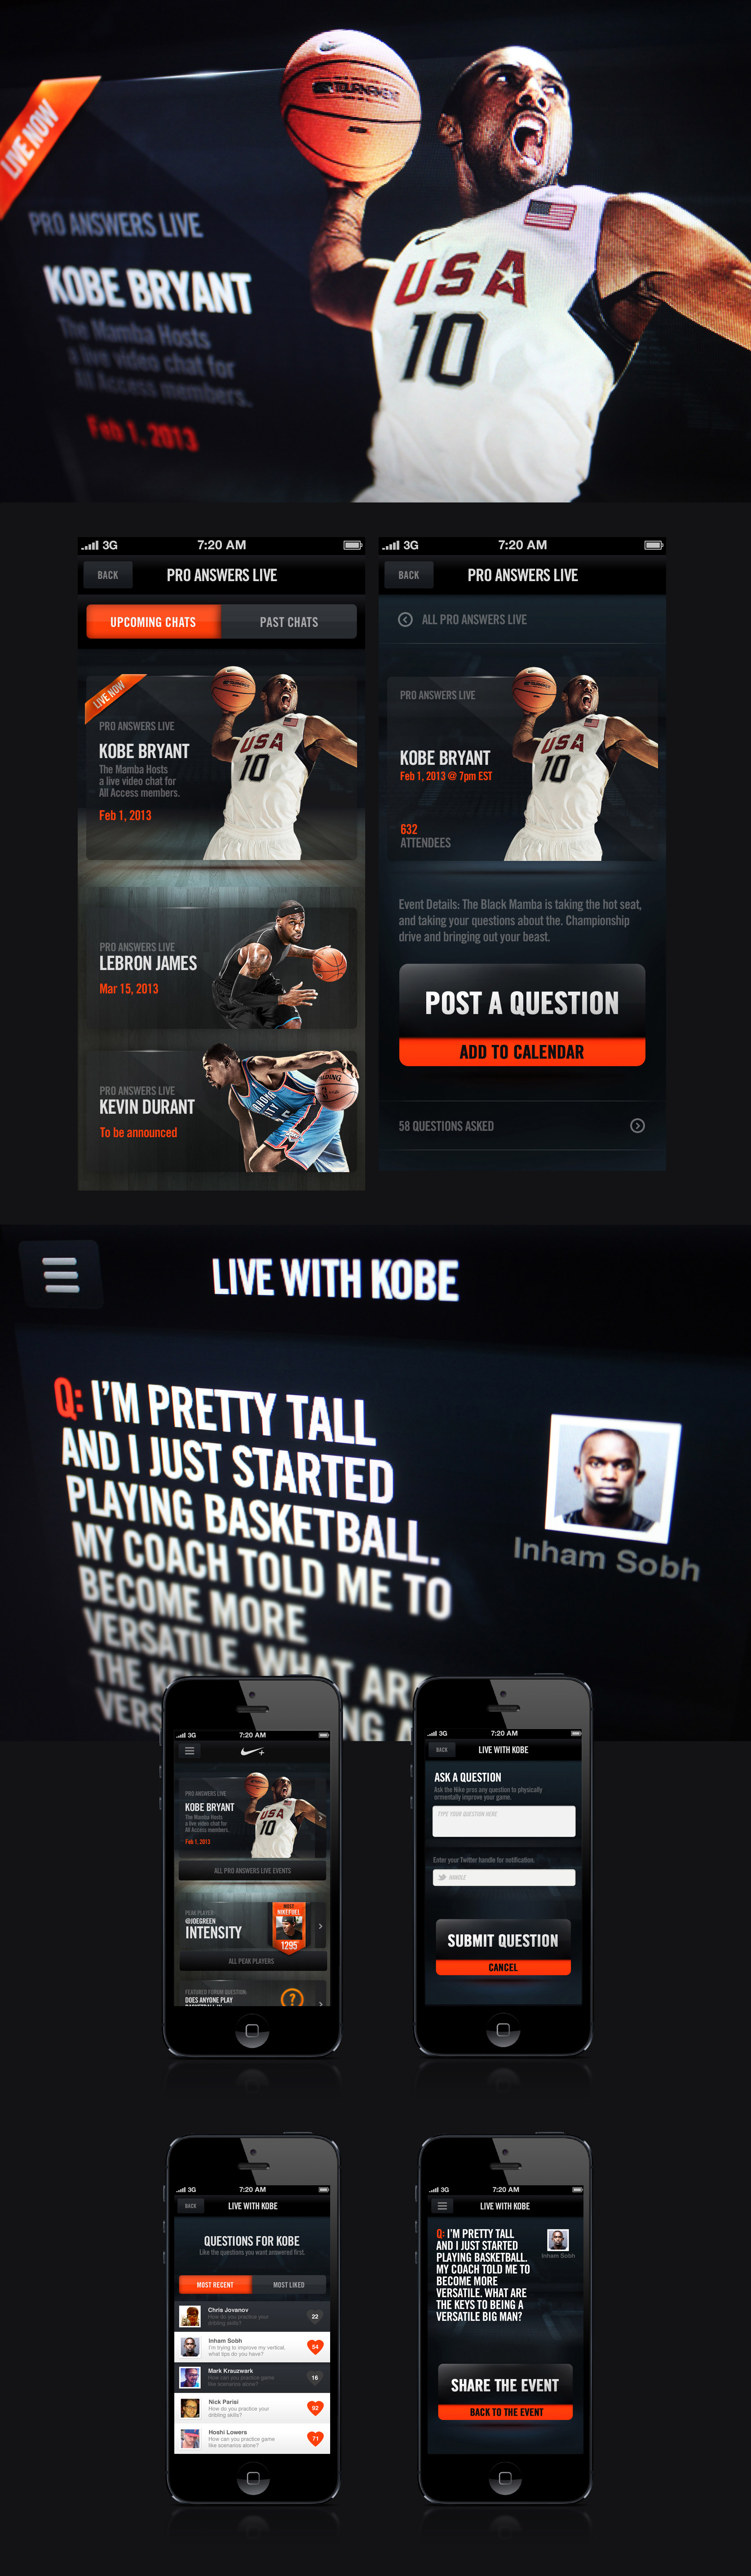 TOURNAMENT
LIVE NOW
PRO ANSWERS LIVE
KOBE BRYANT
The Mamba Hosts
a live video chat for
All Access members.
Feb 1, 2013
USA
10
3G
7:20 AM
BACK
PRO ANSWERS LIVE
UPCOMING CHATS
PAST CHATS
LIVE NOW
PRO ANSWERS LIVE
KOBE BRYANT
The Mamba Hosts
a live video chat for
All Access members.
Feb 1, 2013
USA
10
PRO ANSWERS LIVE
LEBRON JAMES
Mar 15, 2013
PRO ANSWERS LIVE
KEVIN DURANT
To be announced
3G
7:20 AM
BACK
PRO ANSWERS LIVE
ALL PRO ANSWERS LIVE
PRO ANSWERS LIVE
KOBE BRYANT
Feb 1, 2013 @ 7pm EST
632
ATTENDEES
USA
10
Event Details: The Black Mamba is taking the hot seat,
and taking your questions about the. Championship
drive and bringing out your beast.
POST A QUESTION
ADD TO CALENDAR
58 QUESTIONS ASKED
LIVE WITH KOBE
Q: I'M PRETTY TALL
AND I JUST STARTED
PLAYING BASKETBALL.
MY COACH TOLD ME TO
BECOME MORE
VERSATILE. WHAT
Inham Sobh
3G
7:20 AM
PRO ANSWERS LIVE
KOBE BRYANT
The Mamba Hosts
a live video chat for
All Access members.
Feb 1, 2013
USA
10
ALL PRO ANSWERS LIVE EVENTS
PEAK PLAYER:
@JOEGREEN
INTENSITY
MOST
NIKEFUEL
1295
ALL PEAK PLAYERS
FEATURED FORUM QUESTION:
DOES ANYONE PLAY
?
3G
7:20 AM
BACK
LIVE WITH KOBE
ASK A QUESTION
Ask the Nike pros any question to physically
ormentally improve your game.
TYPE YOUR QUESTION HERE
Enter your Twitter handle for notification.
HANDLE
SUBMIT QUESTION
CANCEL
3G
7:20 AM
BACK
LIVE WITH KOBE
QUESTIONS FOR KOBE
Like the questions you want answered first.
MOST RECENT
MOST LIKED
Chris Jovanov
How do you practice your
dribling skills?
22
Inham Sobh
I'm trying to improve my vertical,
what tips do you have?
54
Mark Krauzwark
How can you practice game
like scenarios alone?
16
Nick Parisi
How do you practice your
dribling skills?
92
Hoshi Lowers
How can you practice game
like scenarios alone?
71
3G
7:20 AM
LIVE WITH KOBE
Q: I'M PRETTY TALL
AND I JUST STARTED
PLAYING BASKETBALL.
MY COACH TOLD ME TO
BECOME MORE
VERSATILE. WHAT ARE
THE KEYS TO BEING A
VERSATILE BIG MAN?
Inham Sobh
SHARE THE EVENT
BACK TO THE EVENT